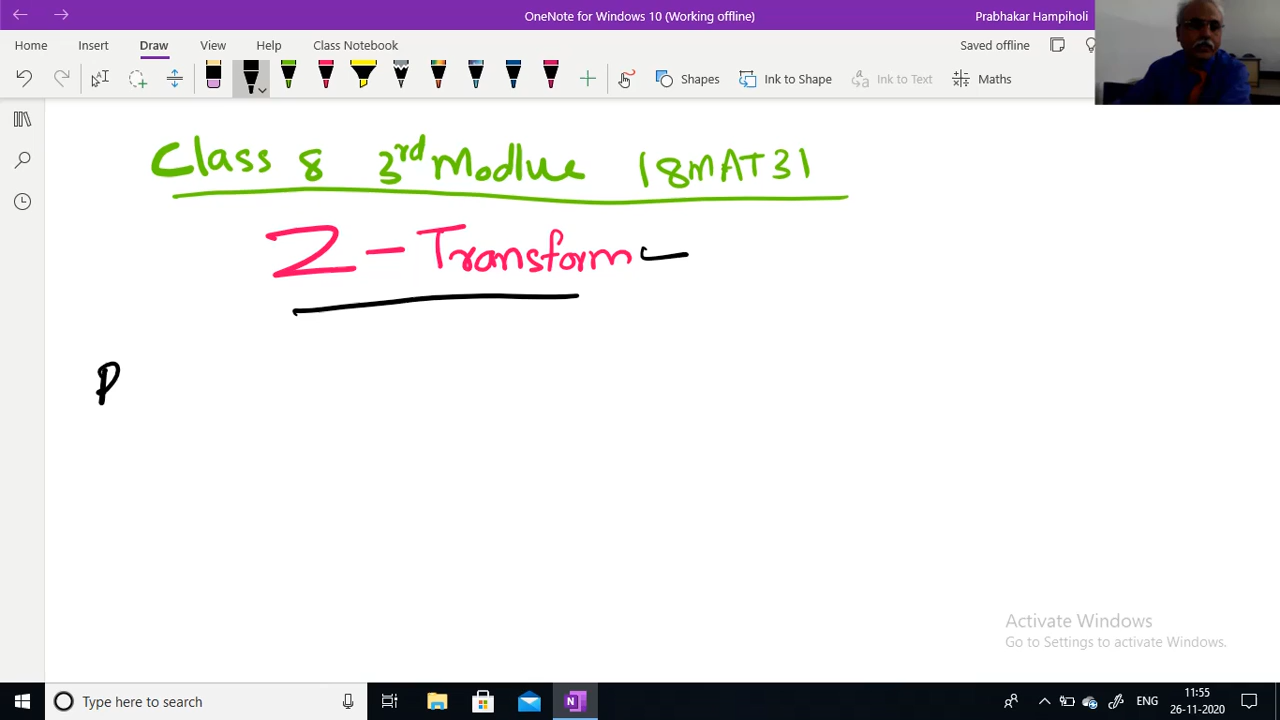 OneNote for Windows 10 (Working offline)
Prabhakar Hampiholi
Home Insert Draw View Help Class Notebook
Saved offline
Shapes Ink to Shape Ink to Text Maths
Class 8 3rd Modlue 18MAT31
Z - Transform
P
Activate Windows
Go to Settings to activate Windows.
Type here to search
ENG
11:55
26-11-2020